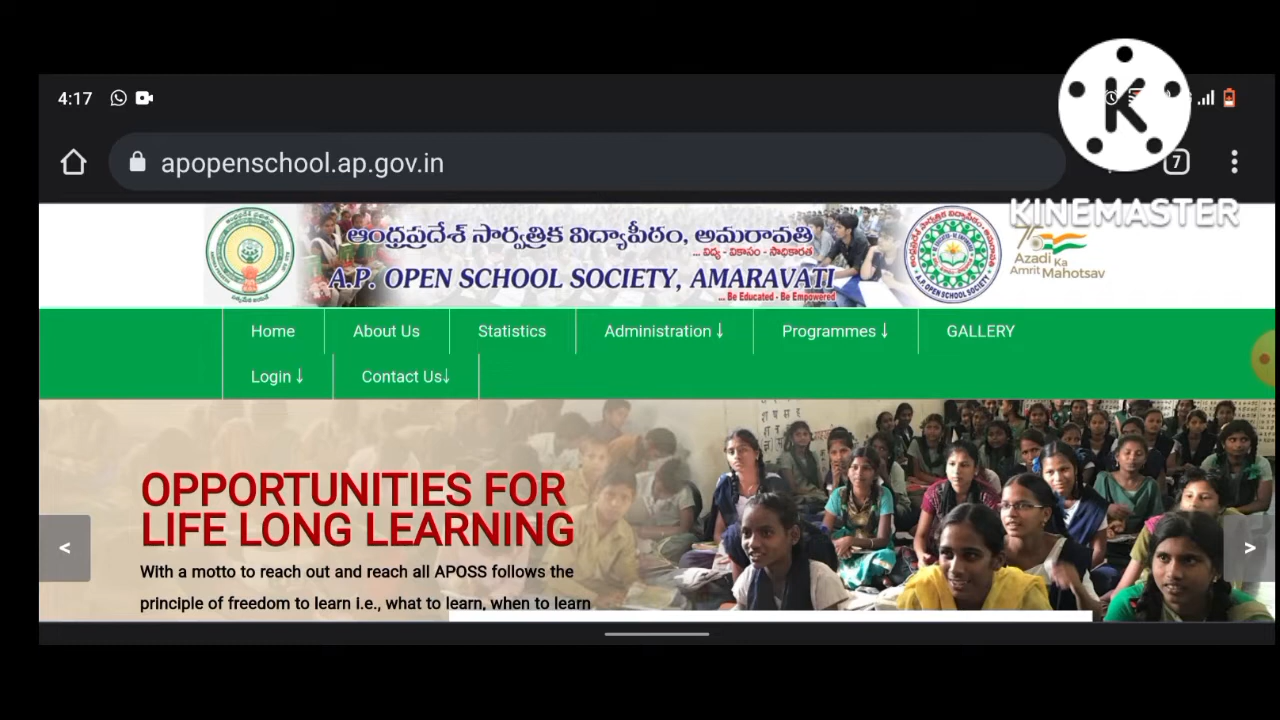 4:17
7
apopenschool.ap.gov.in
KINEMASTER
ఆంధ్రప్రదేశ్ సార్వత్రిక విద్యాపీఠం, అమరావతి
... విద్య - వికాసం - సాధికారత
A.P. OPEN SCHOOL SOCIETY, AMARAVATI
... Be Educated - Be Empowered
Azadi Ka
Amrit Mahotsav
Home
About Us
Statistics
Administration ↓
Programmes ↓
GALLERY
Login ↓
Contact Us↓
OPPORTUNITIES FOR
LIFE LONG LEARNING
With a motto to reach out and reach all APOSS follows the
principle of freedom to learn i.e., what to learn, when to learn
<
>